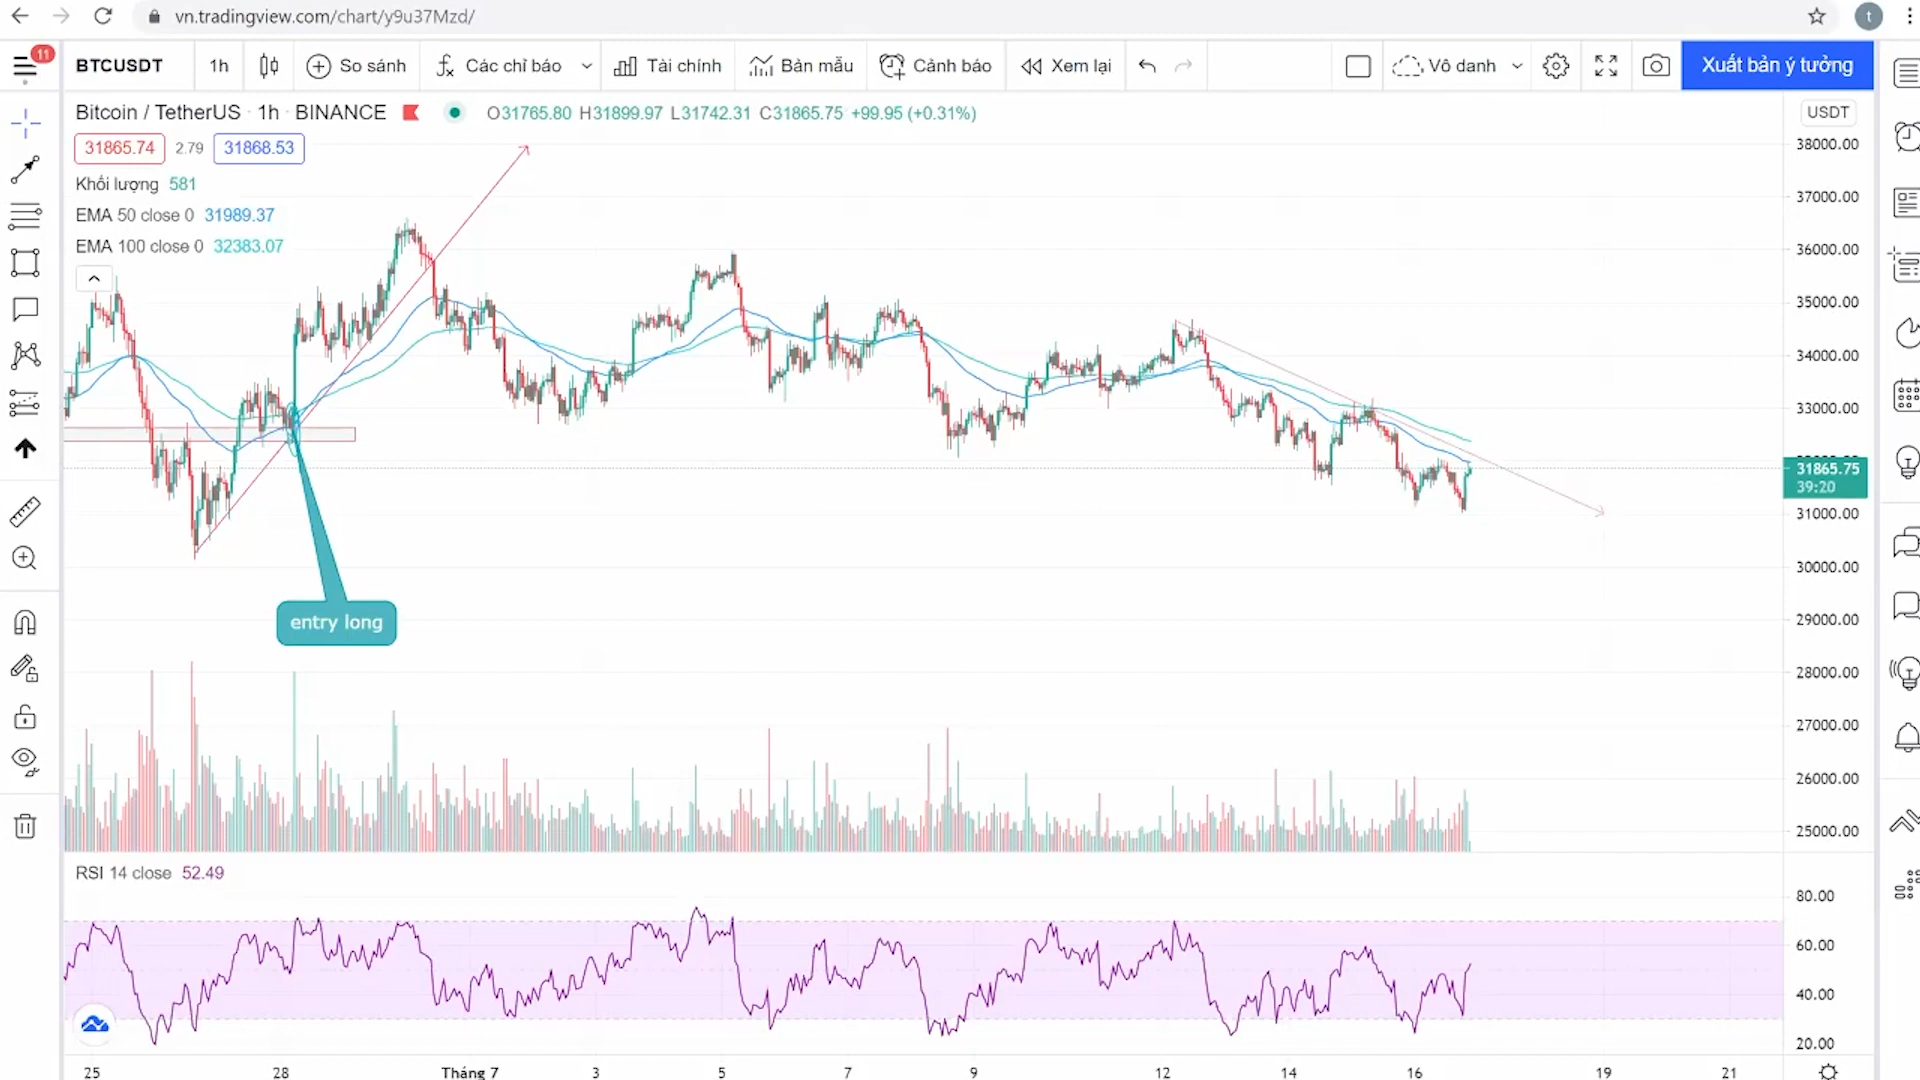 vn.tradingview.com/chart/y9u37Mzd/
t
11
BTCUSDT 1h So sánh Các chỉ báo Tài chính Bản mẫu Cảnh báo Xem lại Vô danh Xuất bản ý tưởng
Bitcoin / TetherUS · 1h · BINANCE O31765.80 H31899.97 L31742.31 C31865.75 +99.95 (+0.31%)
USDT
31865.74 2.79 31868.53
Khối lượng 581
EMA 50 close 0 31989.37
EMA 100 close 0 32383.07
38000.00
37000.00
36000.00
35000.00
34000.00
33000.00
31865.75
39:20
31000.00
30000.00
29000.00
28000.00
27000.00
26000.00
25000.00
entry long
RSI 14 close 52.49
80.00
60.00
40.00
20.00
25 28 Tháng 7 3 5 7 9 12 14 16 19 21